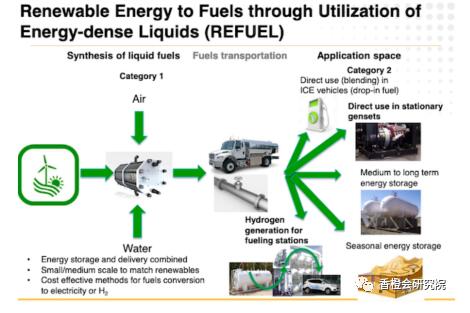 Renewable Energy to Fuels through Utilization of
Energy-dense Liquids (REFUEL)
Synthesis of liquid fuels
Fuels transportation
Application space
Category 1
Air
Water
Category 2
Direct use (blending) in
ICE vehicles (drop-in fuel)
Direct use in stationary
gensets
Medium to long term
energy storage
Hydrogen
generation for
fueling stations
Seasonal energy storage
• Energy storage and delivery combined
• Small/medium scale to match renewables
• Cost effective methods for fuels conversion
to electricity or H₂
香橙会研究院